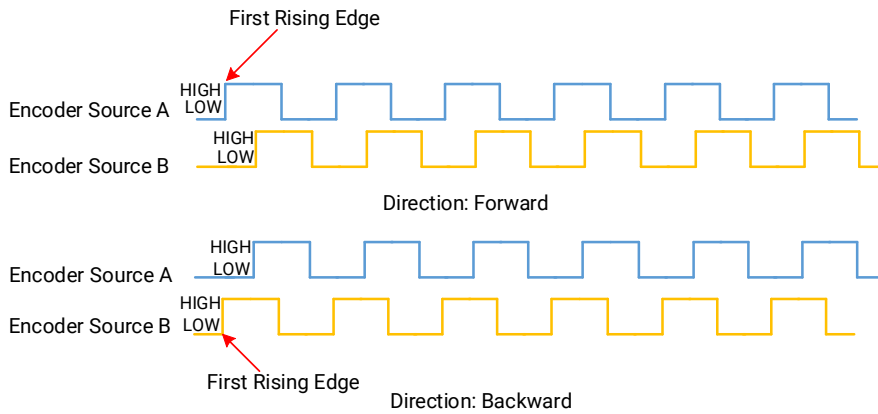 First Rising Edge
HIGH
LOW
Encoder Source A
HIGH
LOW
Encoder Source B
Direction: Forward
HIGH
LOW
Encoder Source A
HIGH
LOW
Encoder Source B
First Rising Edge
Direction: Backward